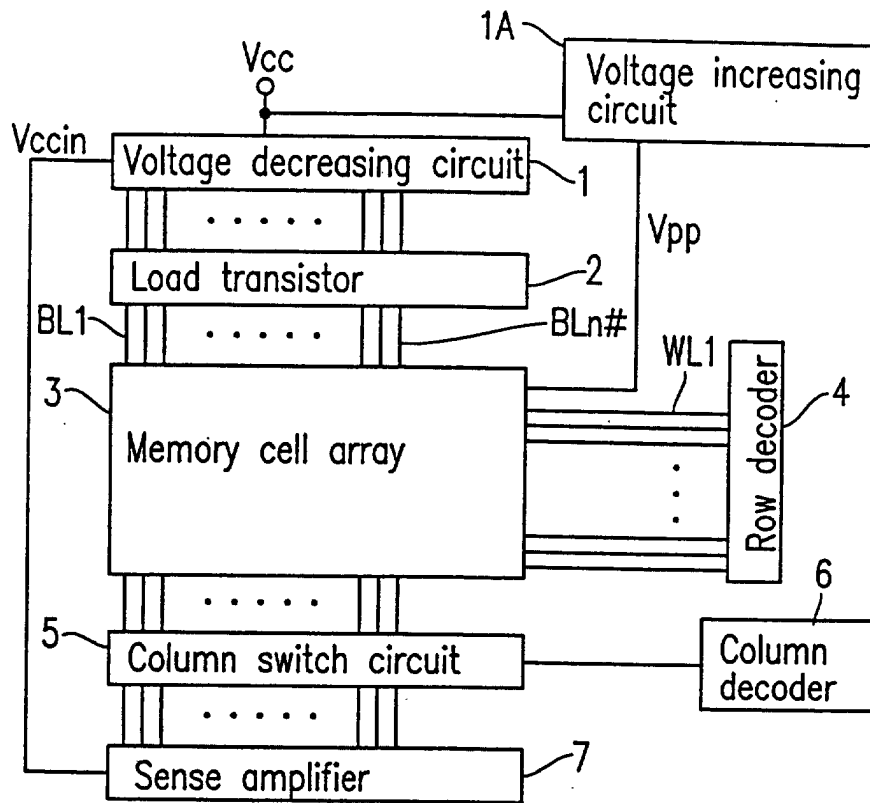 1A
Vcc
Voltage increasing
circuit
Vccin
Voltage decreasing circuit
1
Vpp
Load transistor
2
BL1
BLn#
WL1
3
Memory cell array
Row decoder
4
5
Column switch circuit
6
Column
decoder
Sense amplifier
7